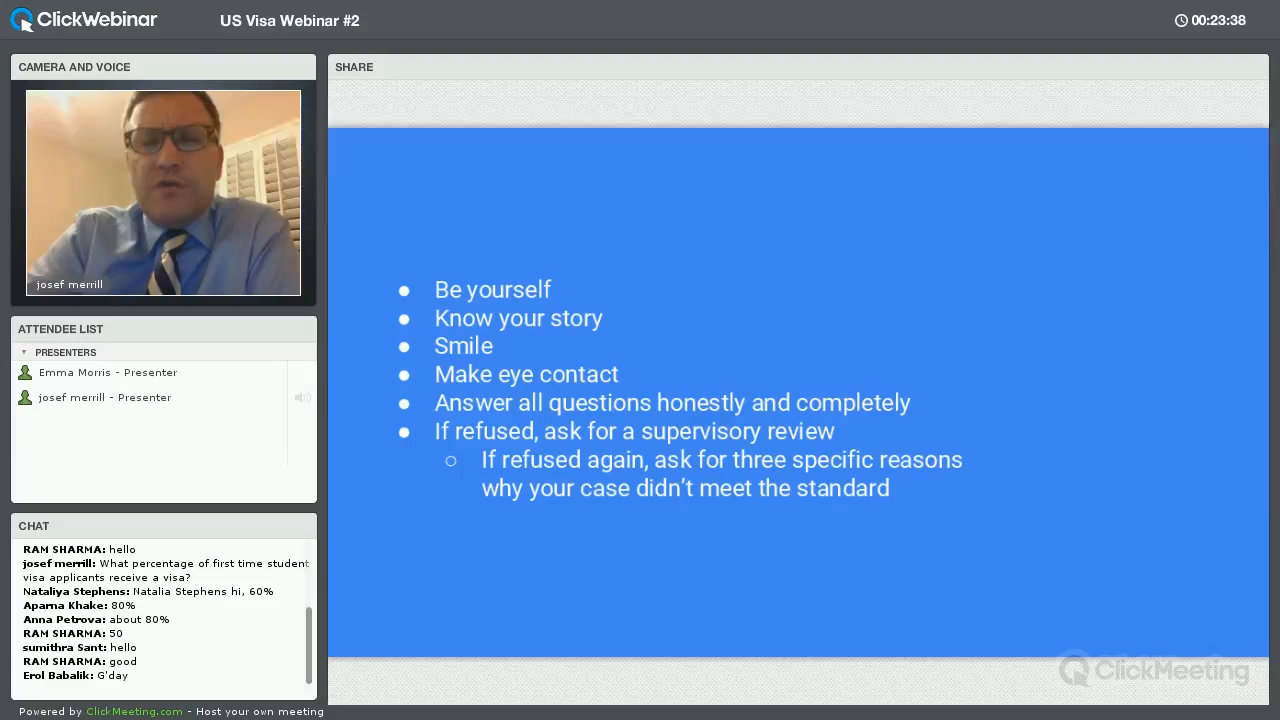 ClickWebinar
US Visa Webinar #2
00:23:38
CAMERA AND VOICE
josef merrill
ATTENDEE LIST
PRESENTERS
Emma Morris - Presenter
josef merrill - Presenter
CHAT
RAM SHARMA: hello
josef merrill: What percentage of first time student
visa applicants receive a visa?
Nataliya Stephens: Natalia Stephens hi, 60%
Aparna Khake: 80%
Anna Petrova: about 80%
RAM SHARMA: 50
sumithra Sant: hello
RAM SHARMA: good
Erol Babalik: G'day
SHARE
● Be yourself
● Know your story
● Smile
● Make eye contact
● Answer all questions honestly and completely
● If refused, ask for a supervisory review
○ If refused again, ask for three specific reasons
why your case didn’t meet the standard
ClickMeeting
Powered by ClickMeeting.com - Host your own meeting